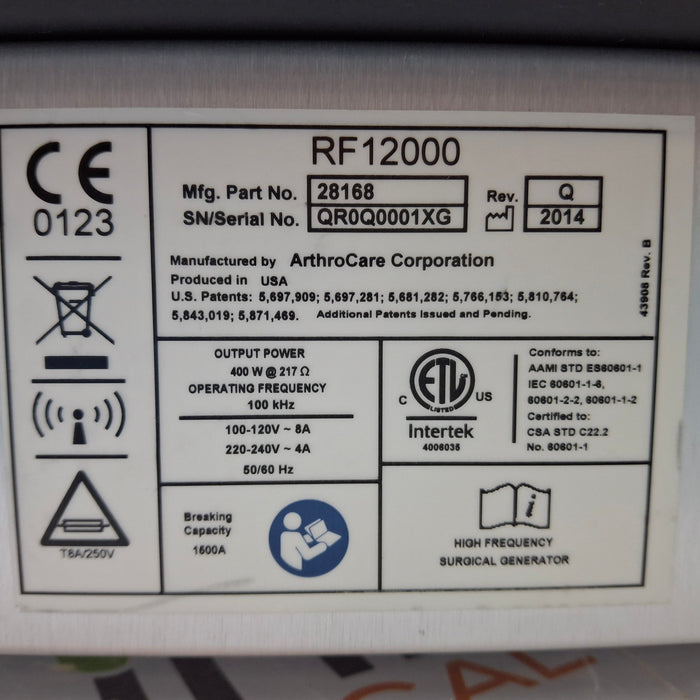 CE
0123
T8A/250V
RF12000
Mfg. Part No. 28168 Rev. Q
SN/Serial No. QR0Q0001XG 2014
Manufactured by ArthroCare Corporation
Produced in USA
U.S. Patents: 5,697,909; 5,697,281; 5,681,282; 5,766,153; 5,810,764;
5,843,019; 5,871,469. Additional Patents Issued and Pending.
43908 Rev. B
OUTPUT POWER
400 W @ 217 Ω
OPERATING FREQUENCY
100 kHz
100-120V ~ 8A
220-240V ~ 4A
50/60 Hz
Breaking
Capacity
1500A
C ETL US
LISTED
Intertek
4006035
Conforms to:
AAMI STD ES60601-1
IEC 60601-1-6,
60601-2-2, 60601-1-2
Certified to:
CSA STD C22.2
No. 60601-1
i
HIGH FREQUENCY
SURGICAL GENERATOR